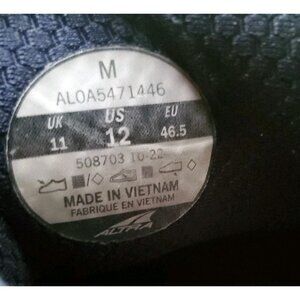 M
AL0A5471446
UK US EU
11 12 46.5
508703 10-22
MADE IN VIETNAM
FABRIQUE EN VIETNAM
ALTRA